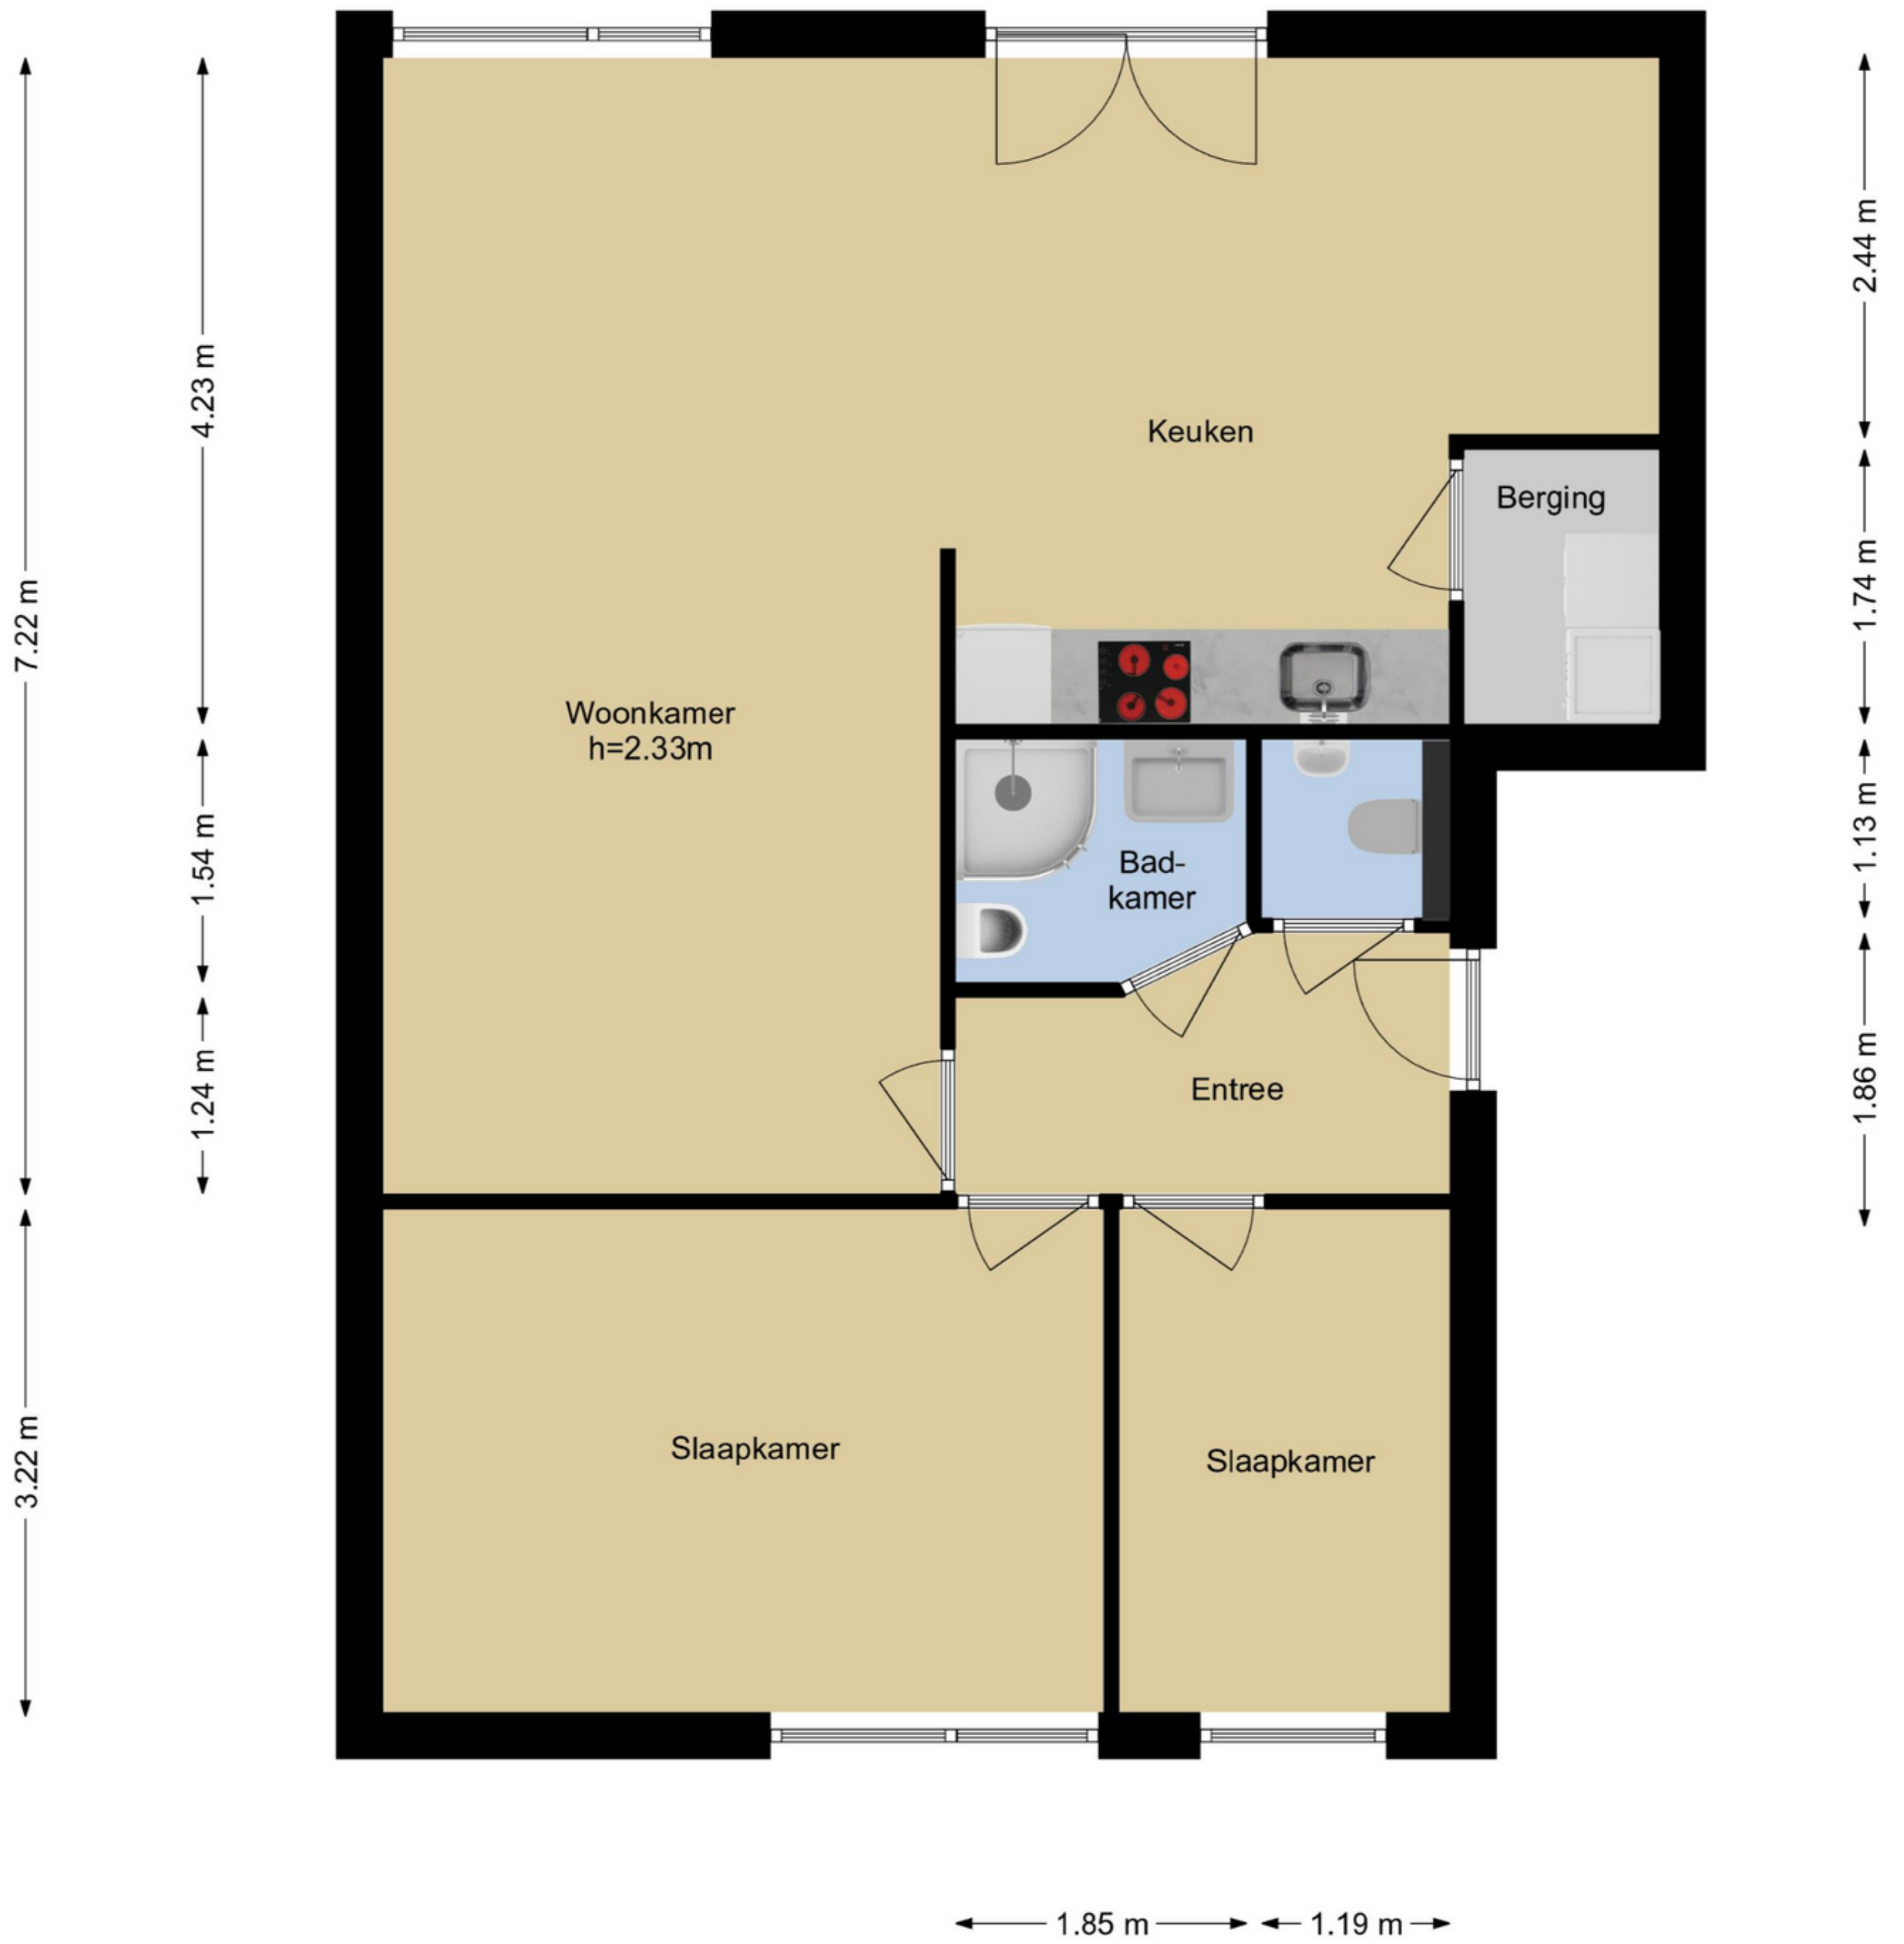 2.44 m
4.23 m
Keuken
Berging
7.22 m
1.74 m
Woonkamer
h=2.33m
1.54 m
1.13 m
Bad-
kamer
1.24 m
Entree
1.86 m
3.22 m
Slaapkamer
Slaapkamer
1.85 m
1.19 m